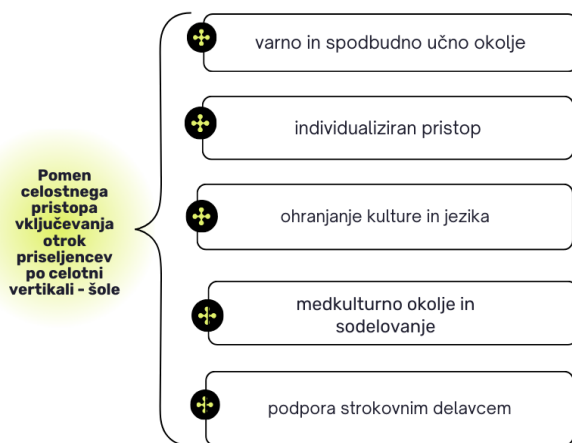 Pomen
celostnega
pristopa
vključevanja
otrok
priseljencev
po celotni
vertikali - šole
varno in spodbudno učno okolje
individualiziran pristop
ohranjanje kulture in jezika
medkulturno okolje in
sodelovanje
podpora strokovnim delavcem